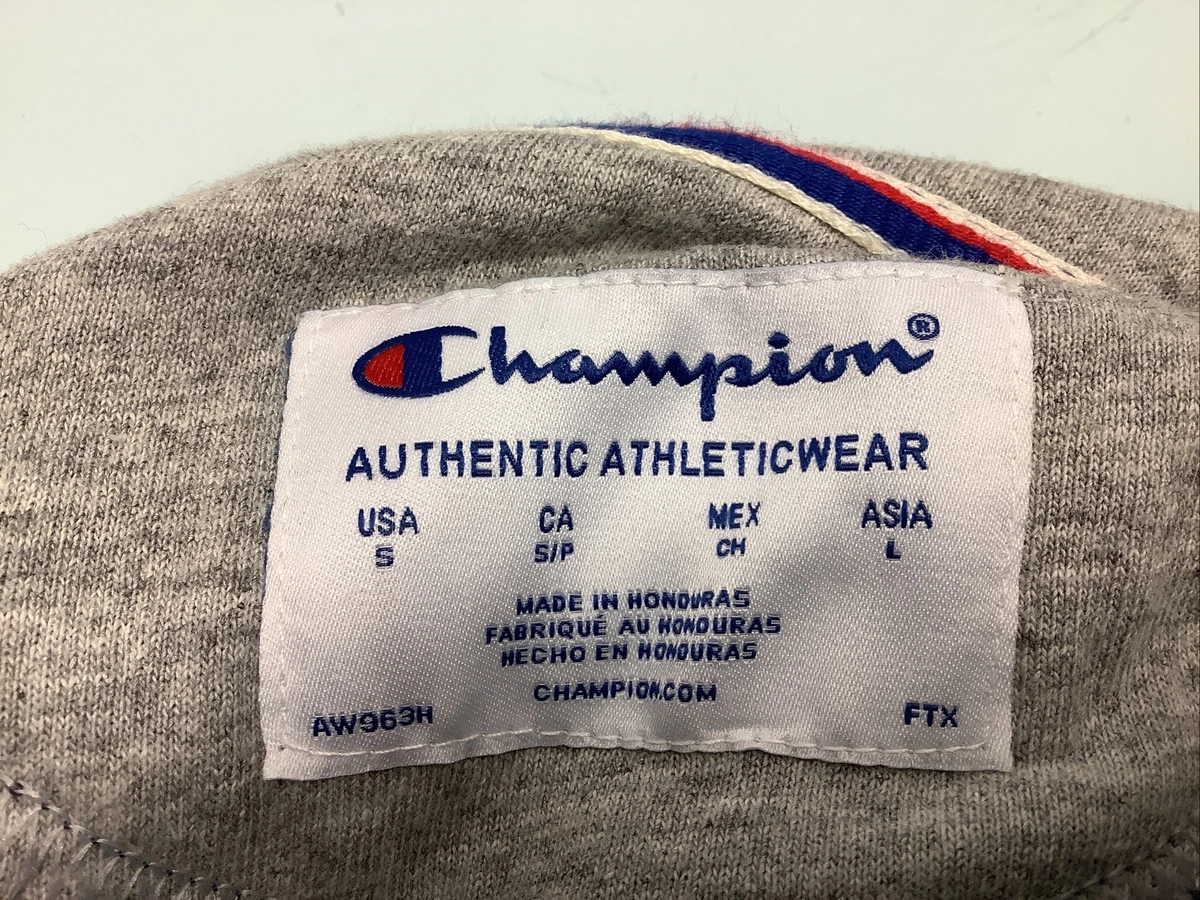 Champion®
AUTHENTIC ATHLETICWEAR
USA CA MEX ASIA
S S/P CH L
MADE IN HONDURAS
FABRIQUÉ AU HONDURAS
HECHO EN HONDURAS
CHAMPION.COM
AW963H FTX